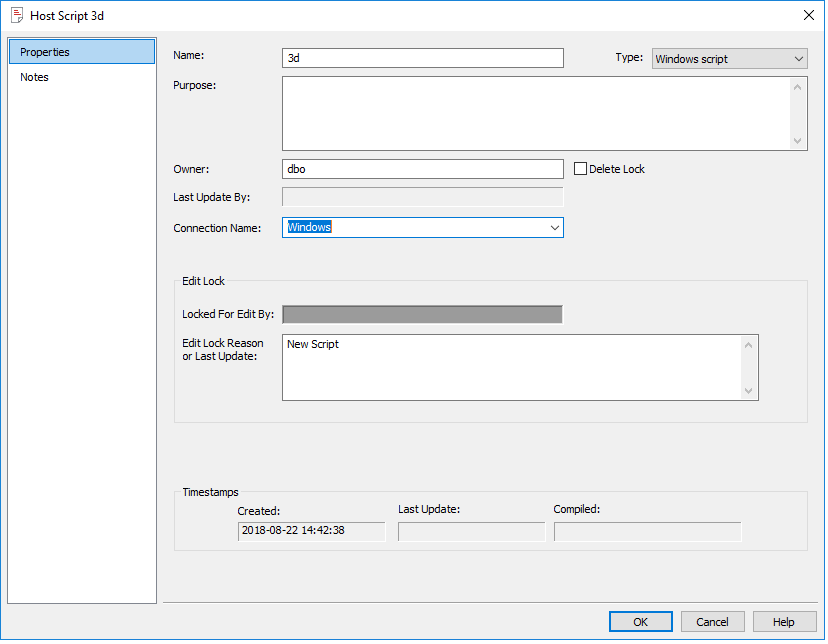 Host Script 3d
Properties
Notes
Name: 3d Type: Windows script
Purpose:
Owner: dbo Delete Lock
Last Update By:
Connection Name: Windows
Edit Lock
Locked For Edit By:
Edit Lock Reason
or Last Update:
New Script
Timestamps
Created: Last Update: Compiled:
2018-08-22 14:42:38
OK Cancel Help